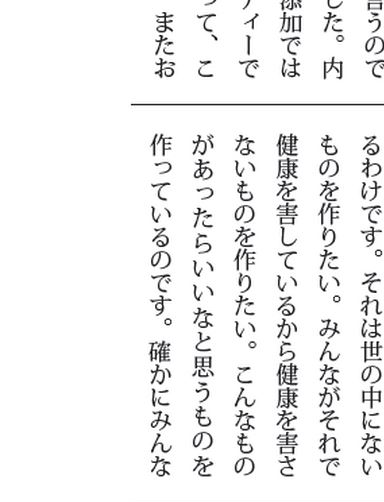 言うので
した。内
添加では
ィーで
って、こ
またお
るわけです。それは世の中にない
ものを作りたい。みんながそれで
健康を害しているから健康を害さ
ないものを作りたい。こんなもの
があったらいいなと思うものを
作っているのです。確かにみんな